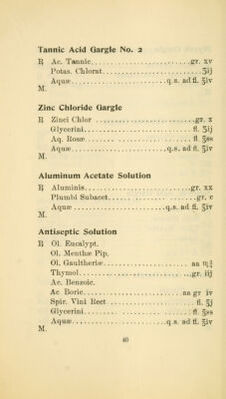 Tannic Acid Gargle No. 2
℞ Ac. Tannic....................gr. xv
Potas. Chlorat....................ʒij
Aquæ....................q.s. ad fl. ℥iv
M.
Zinc Chloride Gargle
℞ Zinci Chlor....................gr. x
Glycerini....................fl. ʒij
Aq. Rosæ....................fl. ℥ss
Aquæ....................q.s. ad fl. ℥iv
M.
Aluminum Acetate Solution
℞ Aluminis....................gr. xx
Plumbi Subacet....................gr. c
Aquæ....................q.s. ad fl. ℥iv
M.
Antiseptic Solution
℞ Ol. Eucalypt.
Ol. Menthæ Pip.
Ol. Gaultheriæ....................aa
Thymol....................gr. iij
Ac. Benzoic.
Ac Boric....................aa gr iv
Spir. Vini Rect....................fl. ʒj
Glycerini....................fl. ℥ss
Aquæ....................q.s. ad fl. ℥iv
M.